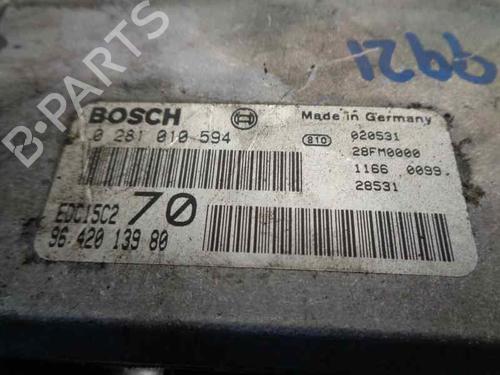 1266
9921
BOSCH
Made in Germany
0 281 010 594
810
020531
28FM0000
1166 0099
28531
EDC15C2
70
96 420 139 80
A
B-PARTS